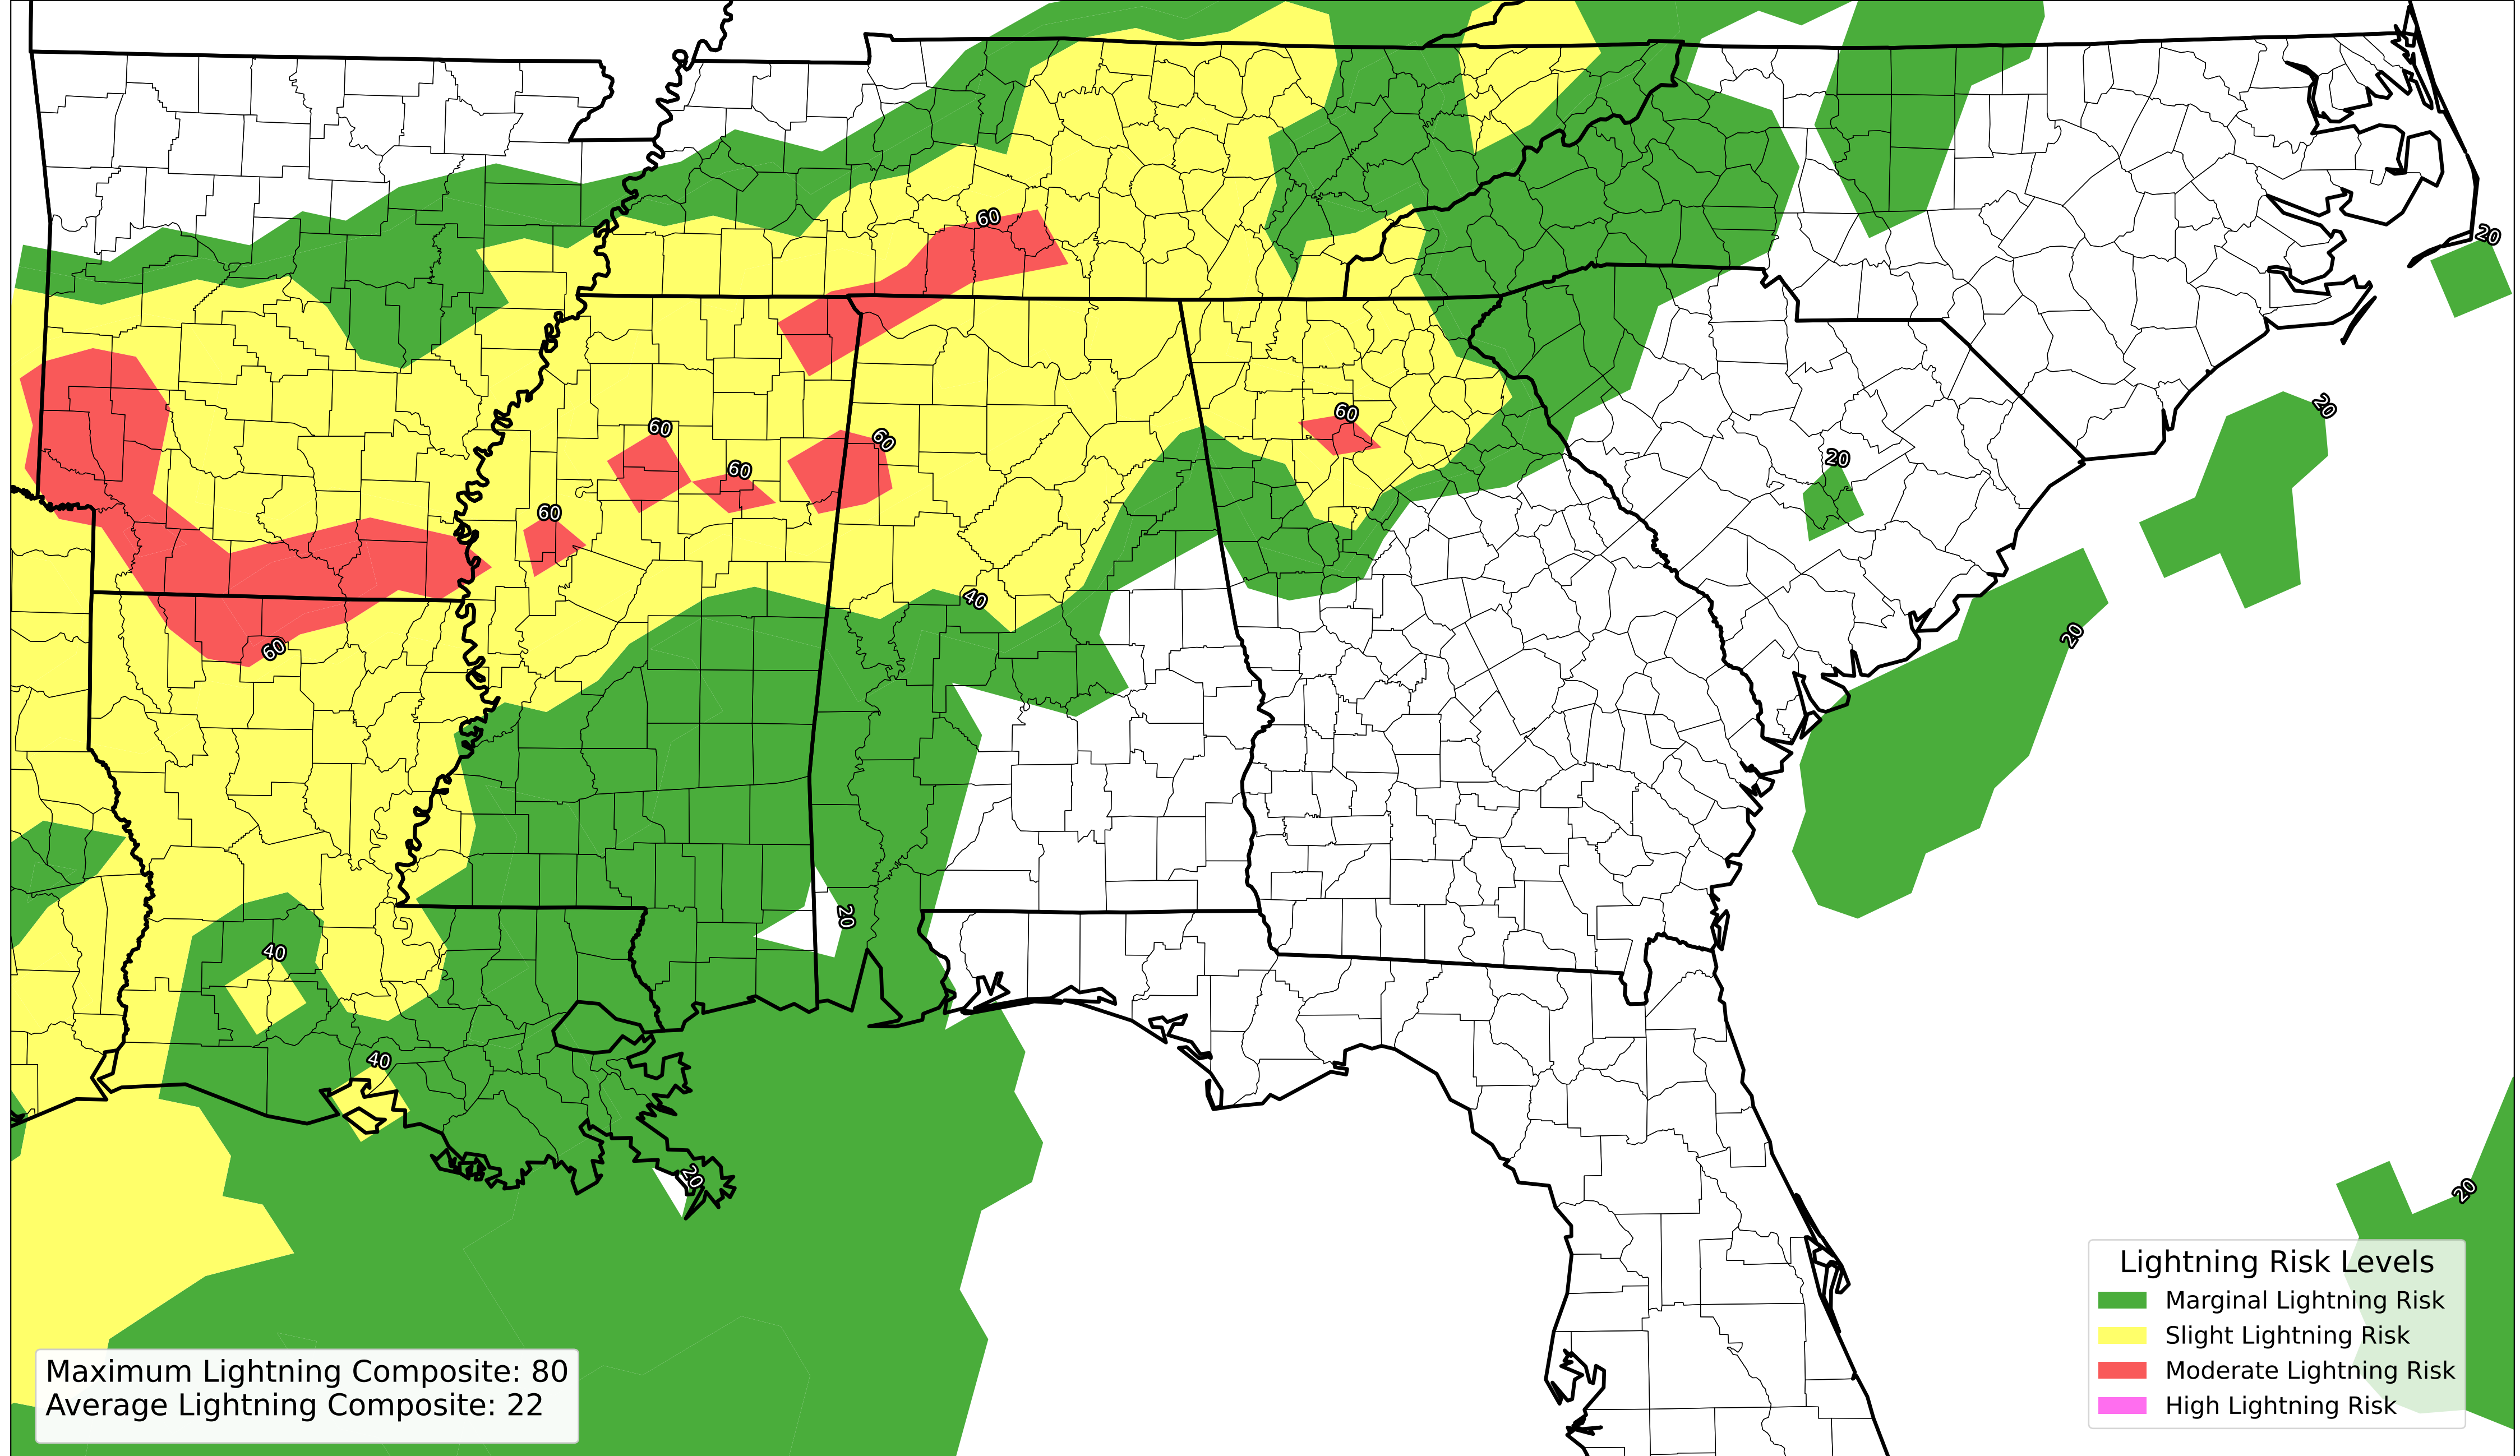 60
20
20
60
60
60
20
60
60
40
20
60
20
40
40
20
20
Lightning Risk Levels
Marginal Lightning Risk
Slight Lightning Risk
Moderate Lightning Risk
High Lightning Risk
Maximum Lightning Composite: 80
Average Lightning Composite: 22